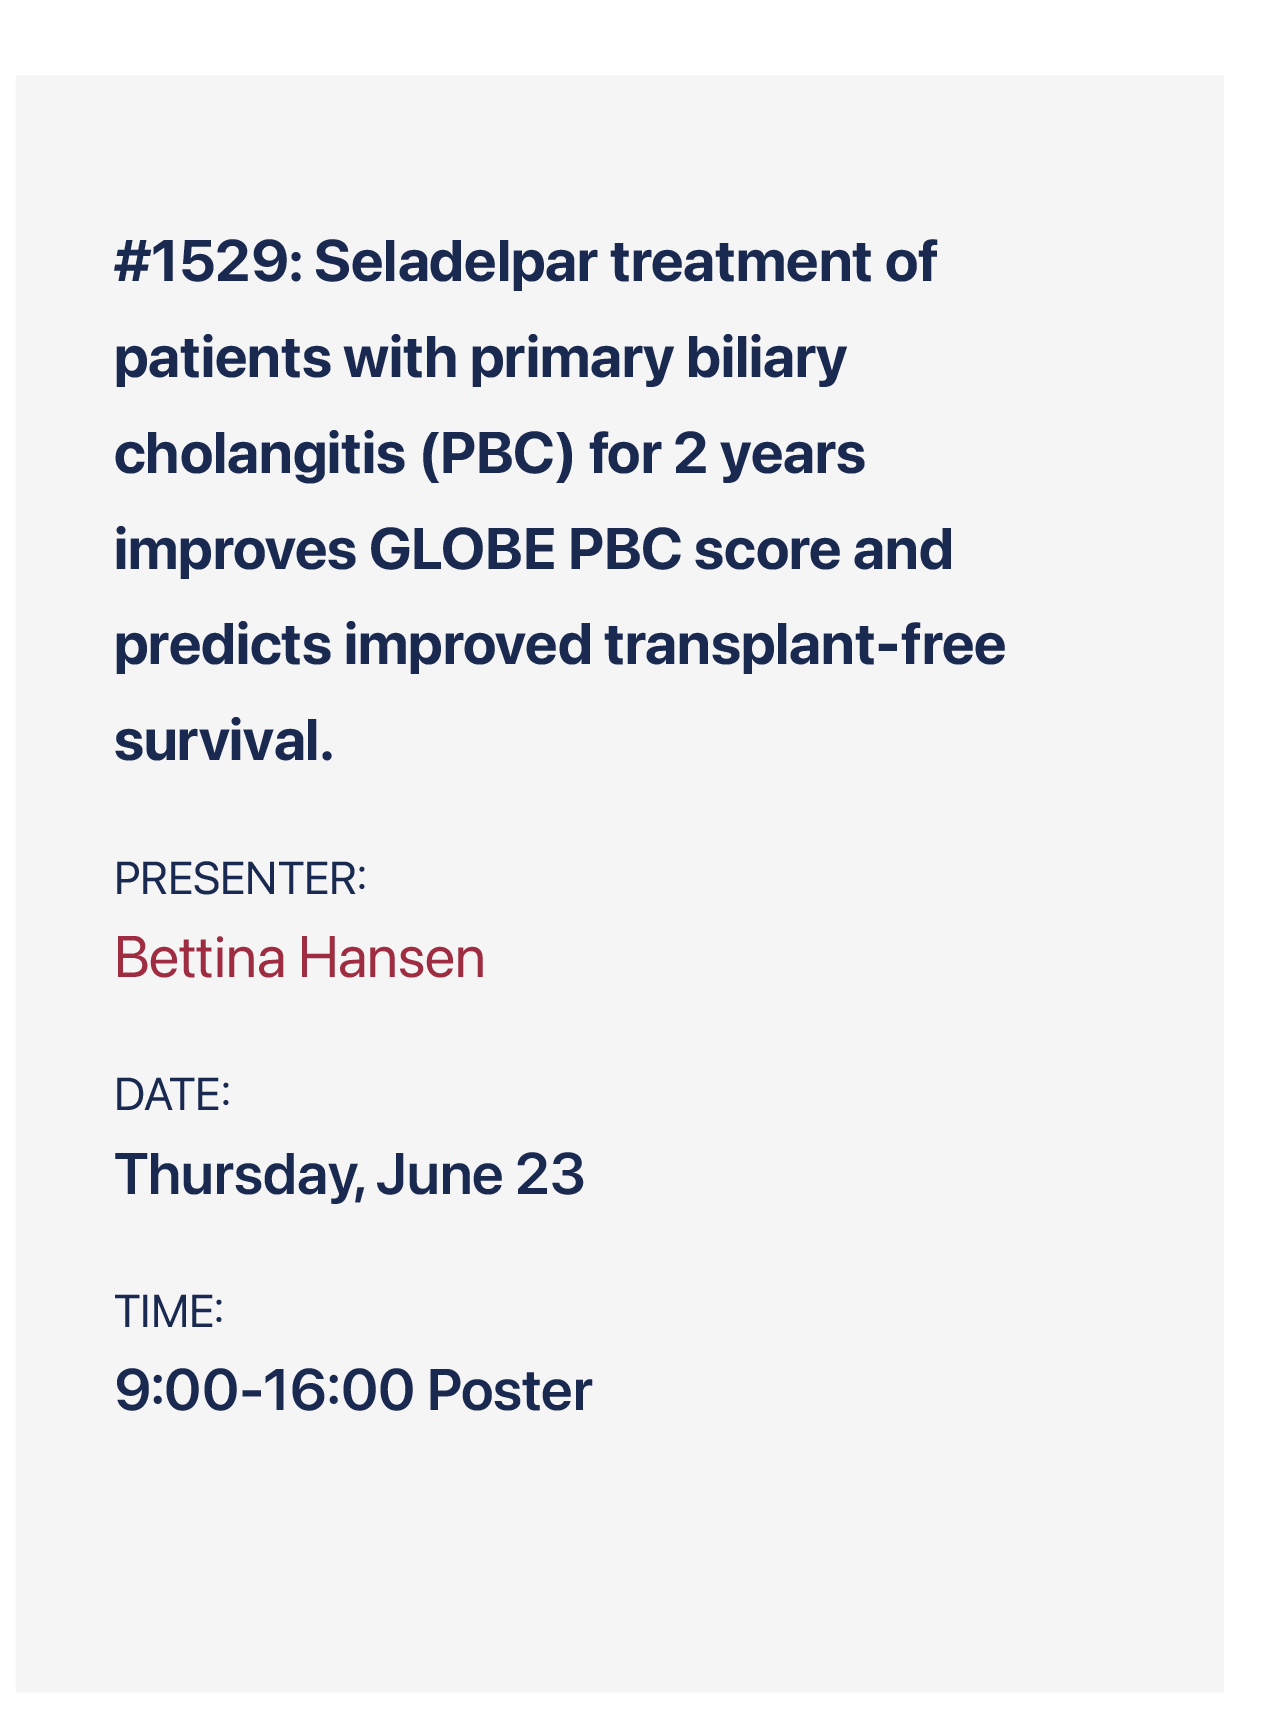 #1529: Seladelpar treatment of
patients with primary biliary
cholangitis (PBC) for 2 years
improves GLOBE PBC score and
predicts improved transplant-free
survival.
PRESENTER:
Bettina Hansen
DATE:
Thursday, June 23
TIME:
9:00-16:00 Poster